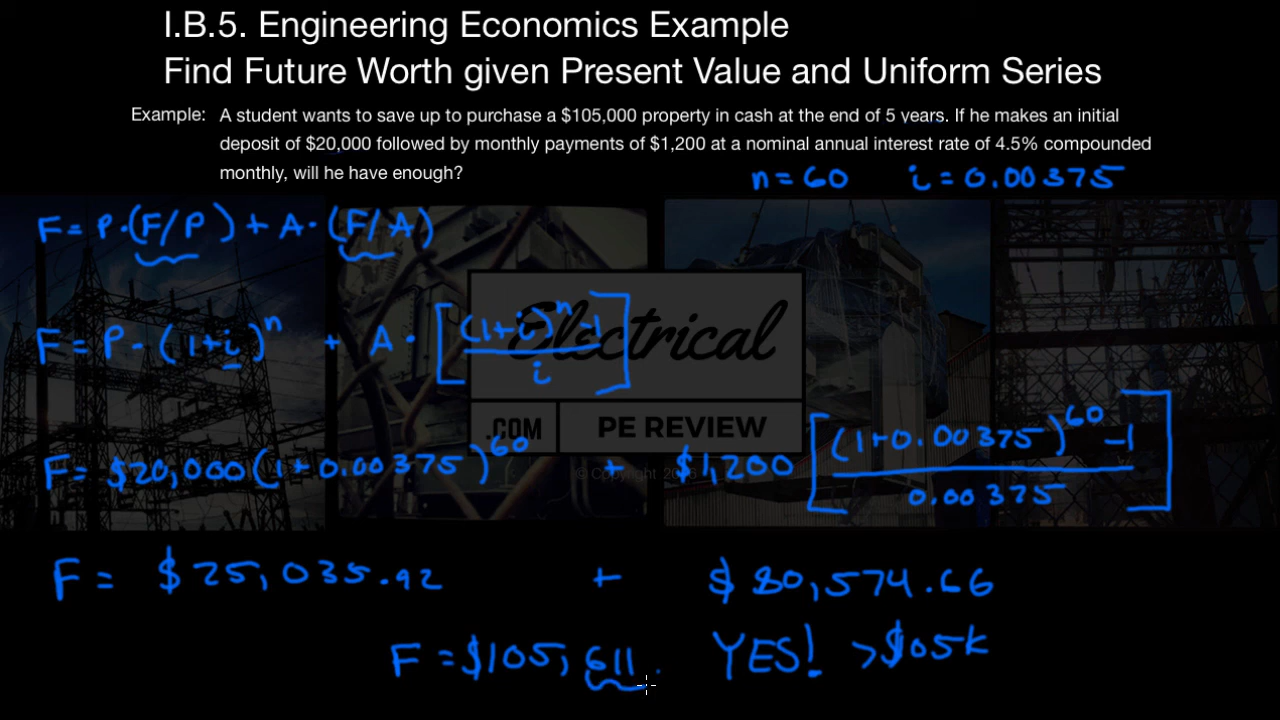 I.B.5. Engineering Economics Example
Find Future Worth given Present Value and Uniform Series
Example: A student wants to save up to purchase a $105,000 property in cash at the end of 5 years. If he makes an initial
deposit of $20,000 followed by monthly payments of $1,200 at a nominal annual interest rate of 4.5% compounded
monthly, will he have enough?
n=60 i=0.00375
F=P·(F/P)+A·(F/A)
F=P·(1+i)^n + A·[((1+i)^n-1)/i]
Electrical
.COM PE REVIEW
F=$20,000(1+0.00375)^60 + $1,200[((1+0.00375)^60-1)/0.00375]
© Copyright
F= $25,035.92 + $80,574.66
F=$105,611. YES! >$105K